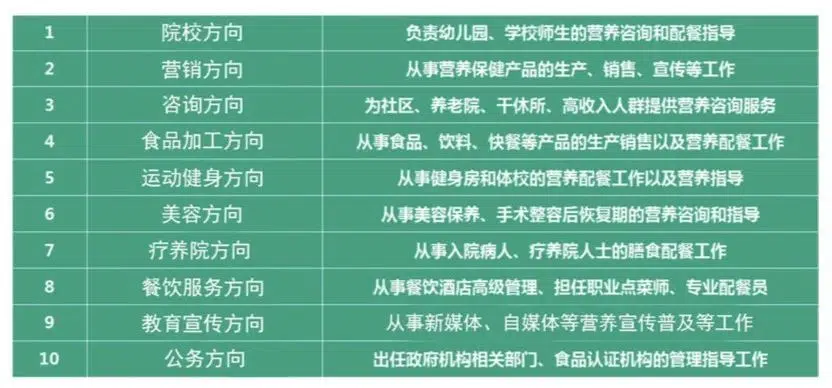 1 院校方向 负责幼儿园、学校师生的营养咨询和配餐指导
2 营销方向 从事营养保健产品的生产、销售、宣传等工作
3 咨询方向 为社区、养老院、干休所、高收入人群提供营养咨询服务
4 食品加工方向 从事食品、饮料、快餐等产品的生产销售以及营养配餐工作
5 运动健身方向 从事健身房和体校的营养配餐工作以及营养指导
6 美容方向 从事美容保养、手术整容后恢复期的营养咨询和指导
7 疗养院方向 从事入院病人、疗养院人士的膳食配餐工作
8 餐饮服务方向 从事餐饮酒店高级管理、担任职业点菜师、专业配餐员
9 教育宣传方向 从事新媒体、自媒体等营养宣传普及等工作
10 公务方向 出任政府机构相关部门、食品认证机构的管理指导工作